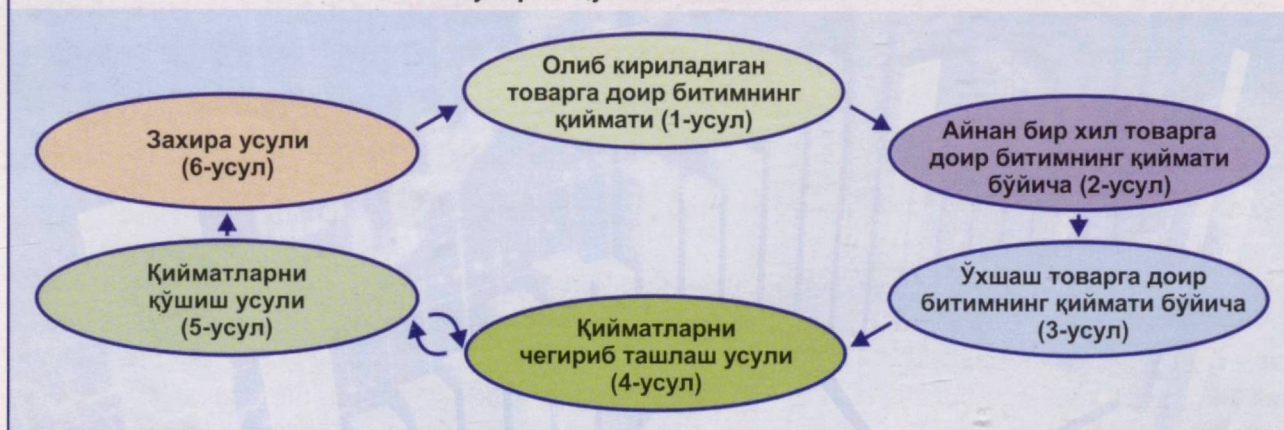 Олиб кириладиган
товарга доир битимнинг
қиймати (1-усул)
Айнан бир хил товарга
доир битимнинг қиймати
бўйича (2-усул)
Ўхшаш товарга доир
битимнинг қиймати бўйича
(3-усул)
Қийматларни
чегириб ташлаш усули
(4-усул)
Қийматларни
қўшиш усули
(5-усул)
Захира усули
(6-усул)